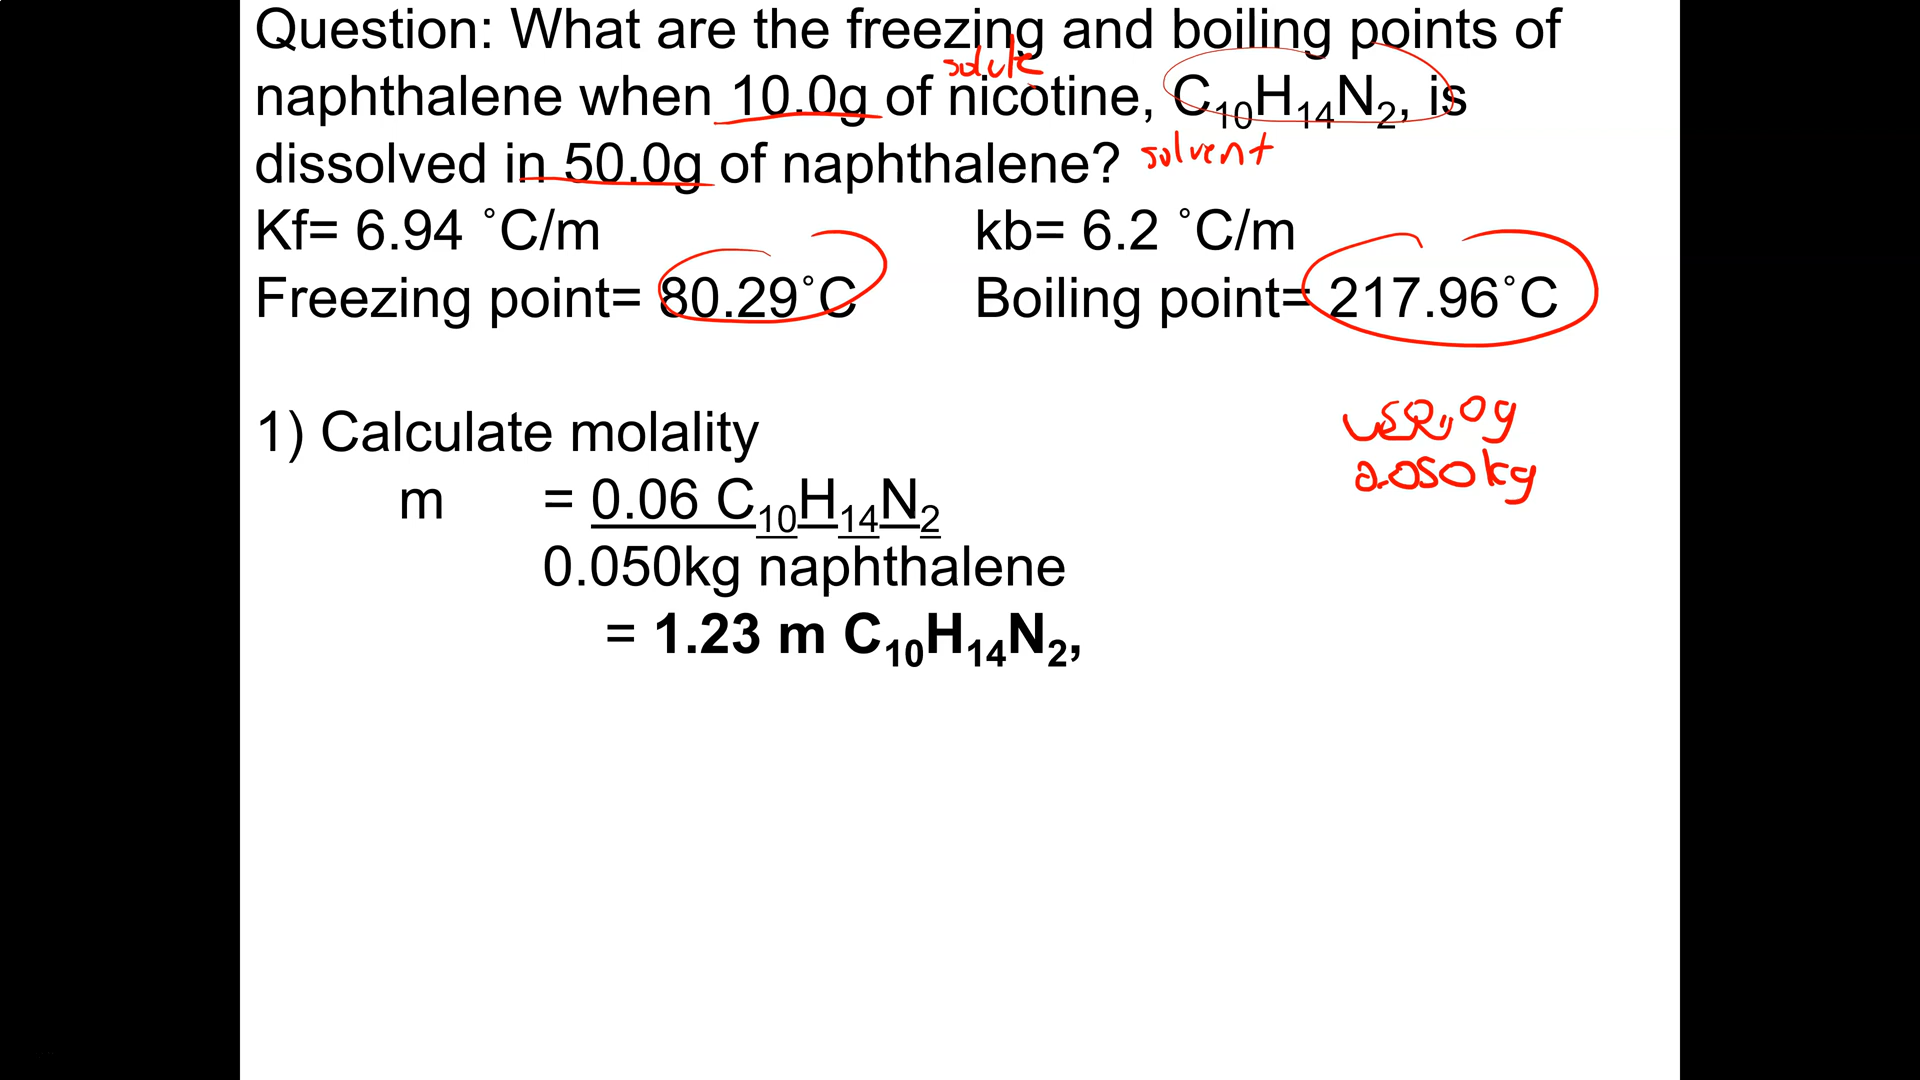 Question: What are the freezing and boiling points of
solute
naphthalene when 10.0g of nicotine, C₁₀H₁₄N₂, is
dissolved in 50.0g of naphthalene? solvent
Kf= 6.94 ˚C/m kb= 6.2 ˚C/m
Freezing point= 80.29˚C Boiling point= 217.96˚C
1) Calculate molality
m = 0.06 C₁₀H₁₄N₂
0.050kg naphthalene
0.050kg
= 1.23 m C₁₀H₁₄N₂,